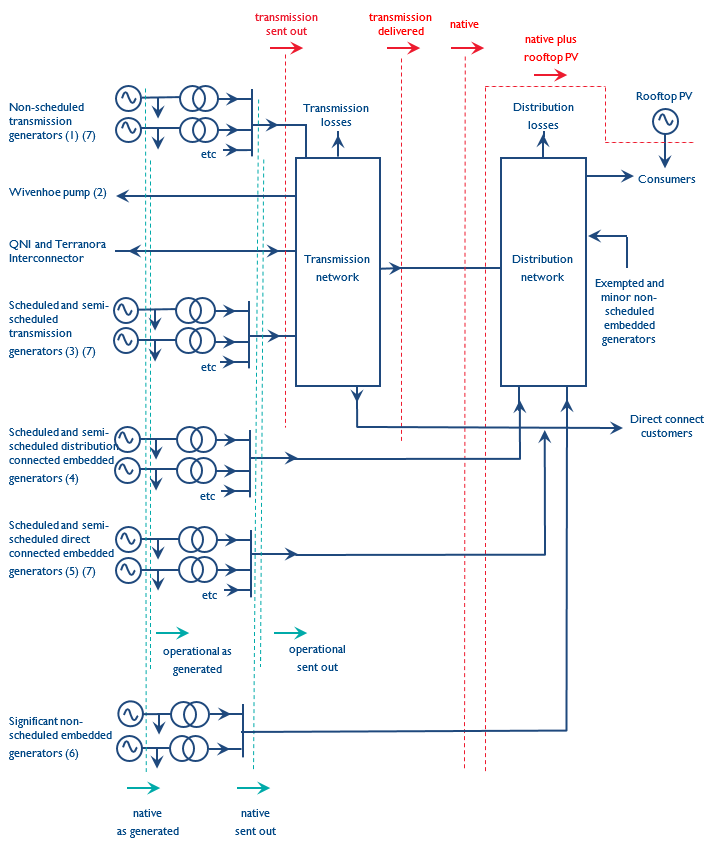 transmission
sent out
transmission
delivered
native
native plus
rooftop PV
Non-scheduled
transmission
generators (1) (7)
etc
Transmission
losses
Distribution
losses
Rooftop PV
Consumers
Wivenhoe pump (2)
QNI and Terranora
Interconnector
Transmission
network
Distribution
network
Exempted and
minor non-
scheduled
embedded
generators
Scheduled and semi-
scheduled
transmission
generators (3) (7)
etc
Direct connect
customers
Scheduled and semi-
scheduled distribution
connected embedded
generators (4)
etc
Scheduled and semi-
scheduled direct
connected embedded
generators (5) (7)
etc
operational as
generated
operational
sent out
Significant non-
scheduled embedded
generators (6)
native
as generated
native
sent out